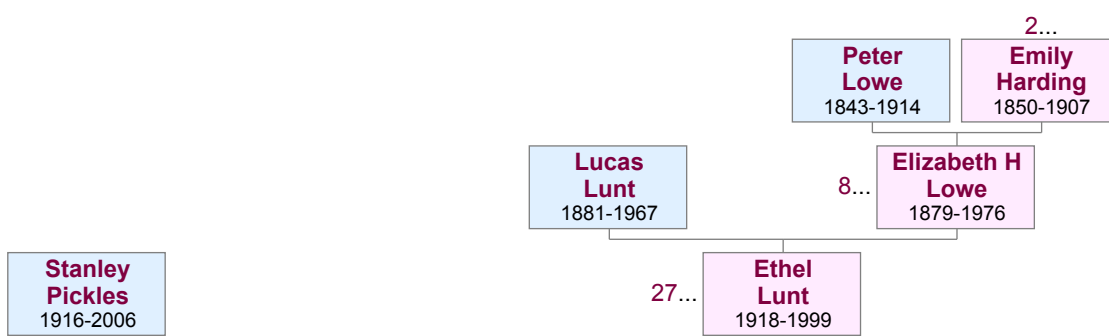 2...
Peter
Lowe
1843-1914
Emily
Harding
1850-1907
Lucas
Lunt
1881-1967
8...
Elizabeth H
Lowe
1879-1976
Stanley
Pickles
1916-2006
27...
Ethel
Lunt
1918-1999